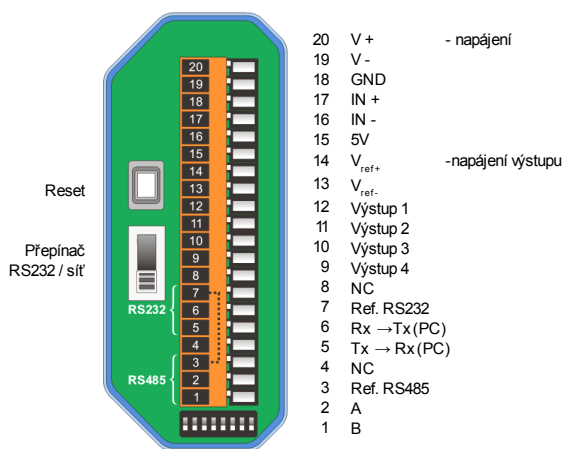 Reset
Přepínač
RS232 / síť
20
19
18
17
16
15
14
13
12
11
10
9
8
7
6
5
4
3
2
1
RS232
RS485
20 V + - napájení
19 V -
18 GND
17 IN +
16 IN -
15 5V
14 Vref+ -napájení výstupu
13 Vref-
12 Výstup 1
11 Výstup 2
10 Výstup 3
9 Výstup 4
8 NC
7 Ref. RS232
6 Rx → Tx (PC)
5 Tx → Rx (PC)
4 NC
3 Ref. RS485
2 A
1 B